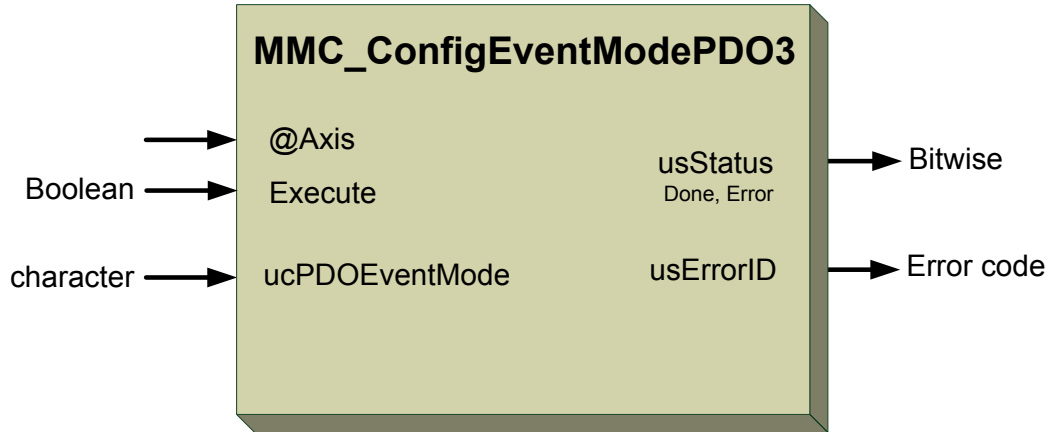 MMC_ConfigEventModePDO3
@Axis
Boolean
Execute
character
ucPDOEventMode
usStatus
Done, Error
Bitwise
usErrorID
Error code